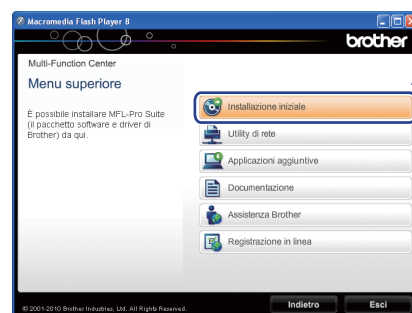 Macromedia Flash Player 8
brother
Multi-Function Center
Menu superiore
È possibile installare MFL-Pro Suite
(il pacchetto software e driver di
Brother) da qui.
Installazione iniziale
Utility di rete
Applicazioni aggiuntive
Documentazione
Assistenza Brother
Registrazione in linea
© 2001-2010 Brother Industries, Ltd. All Rights Reserved.
Indietro
Esci